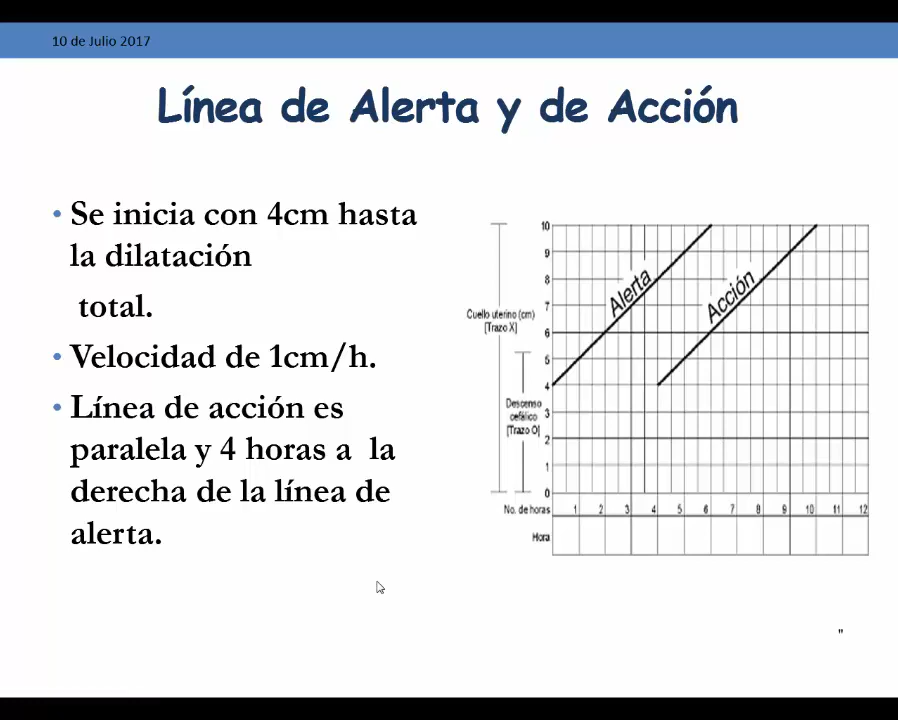 10 de Julio 2017
Línea de Alerta y de Acción
• Se inicia con 4cm hasta
la dilatación
total.
• Velocidad de 1cm/h.
• Línea de acción es
paralela y 4 horas a la
derecha de la línea de
alerta.
10
9
8
7
6
5
4
3
2
1
0
Cuello uterino (cm)
[Trazo X]
Descenso
cefálico
[Trazo O]
Alerta
Acción
No. de horas 1 2 3 4 5 6 7 8 9 10 11 12
Hora
"